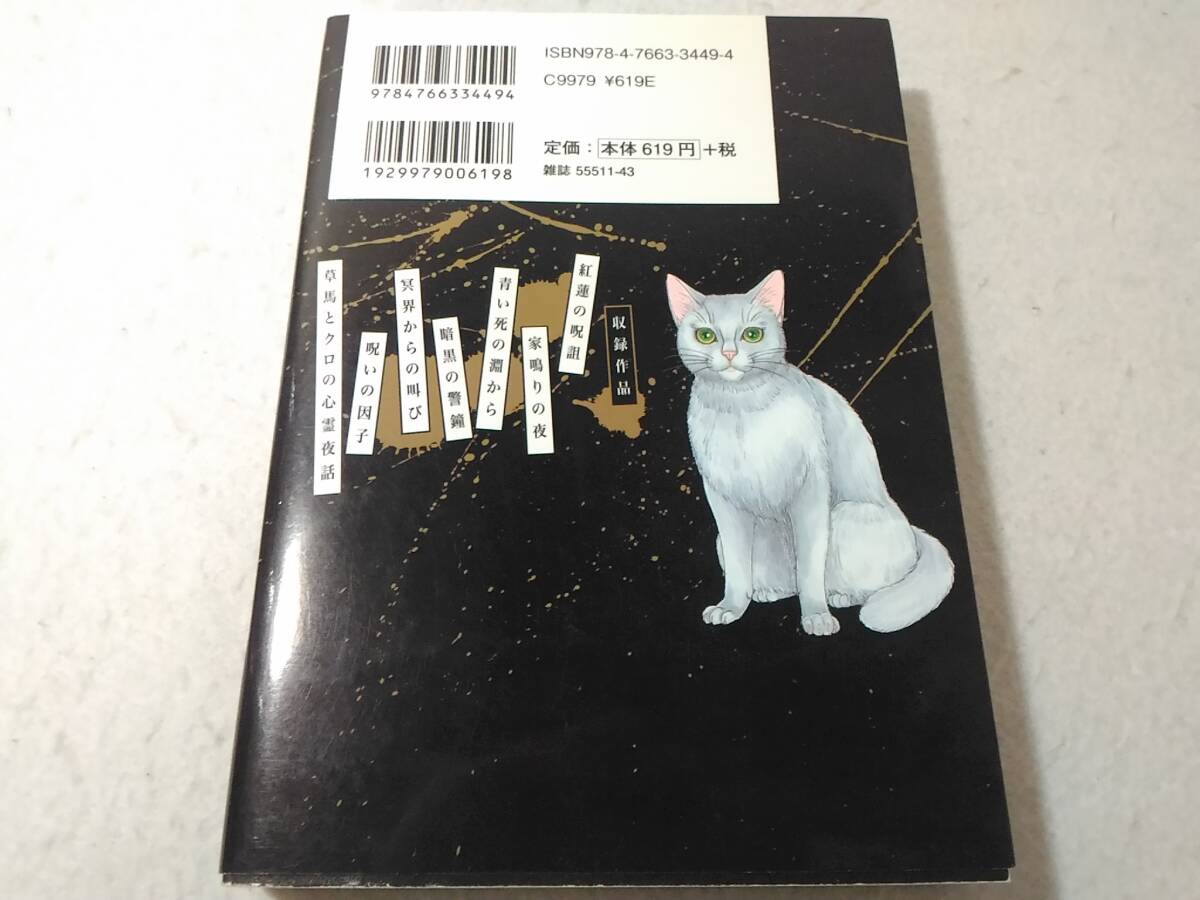 ISBN978-4-7663-3449-4
C9979 ¥619E
9784766334494
定価：本体619円+税
雑誌 55511-43
1929979006198
収録作品
紅蓮の呪詛
家鳴りの夜
青い死の淵から
暗黒の警鐘
冥界からの叫び
呪いの因子
草馬とクロの心霊夜話